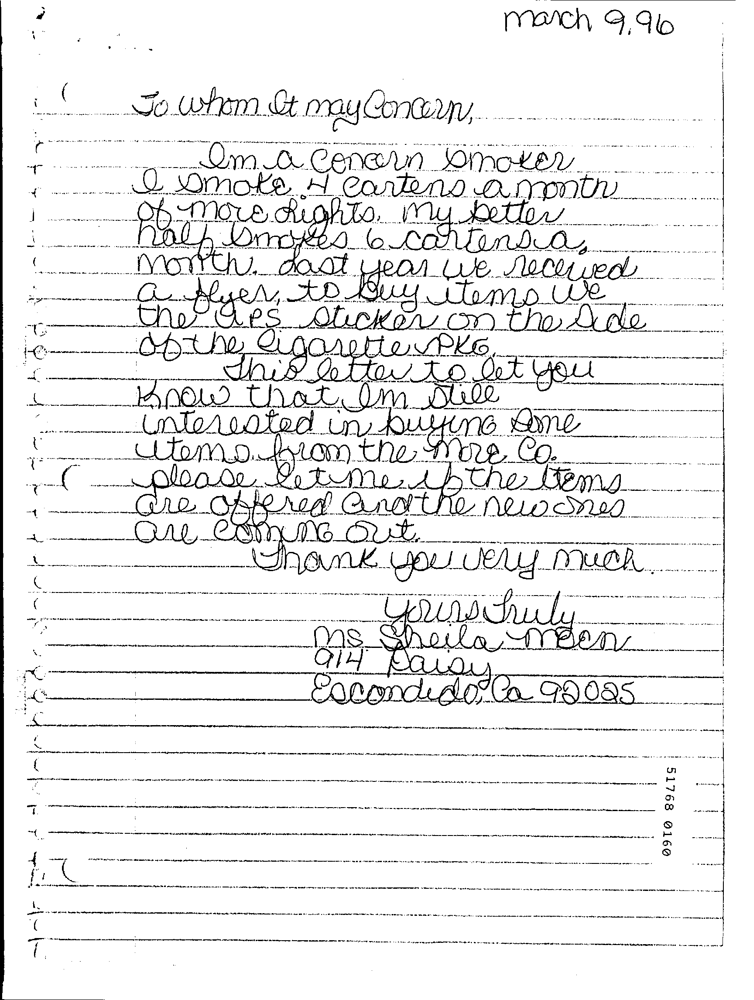 march 9, 96
To whom It may Concern,
Im a concern smoker
I smoke 4 cartens a month
of more Lights. my better
half smokes 6 cartens a
month. Last year we received
a flyer, to buy items we
the UPS sticker on the side
of the Cigarette PKG
This letter to let you
Know that Im still
interested in buying some
items from the More Co.
please let me if the Items
are offered and the new ones
are coming out.
Thank you very much.
yours truly
Ms. Sheila
914 Daisy
Escondido, Ca 92025
51768 0160